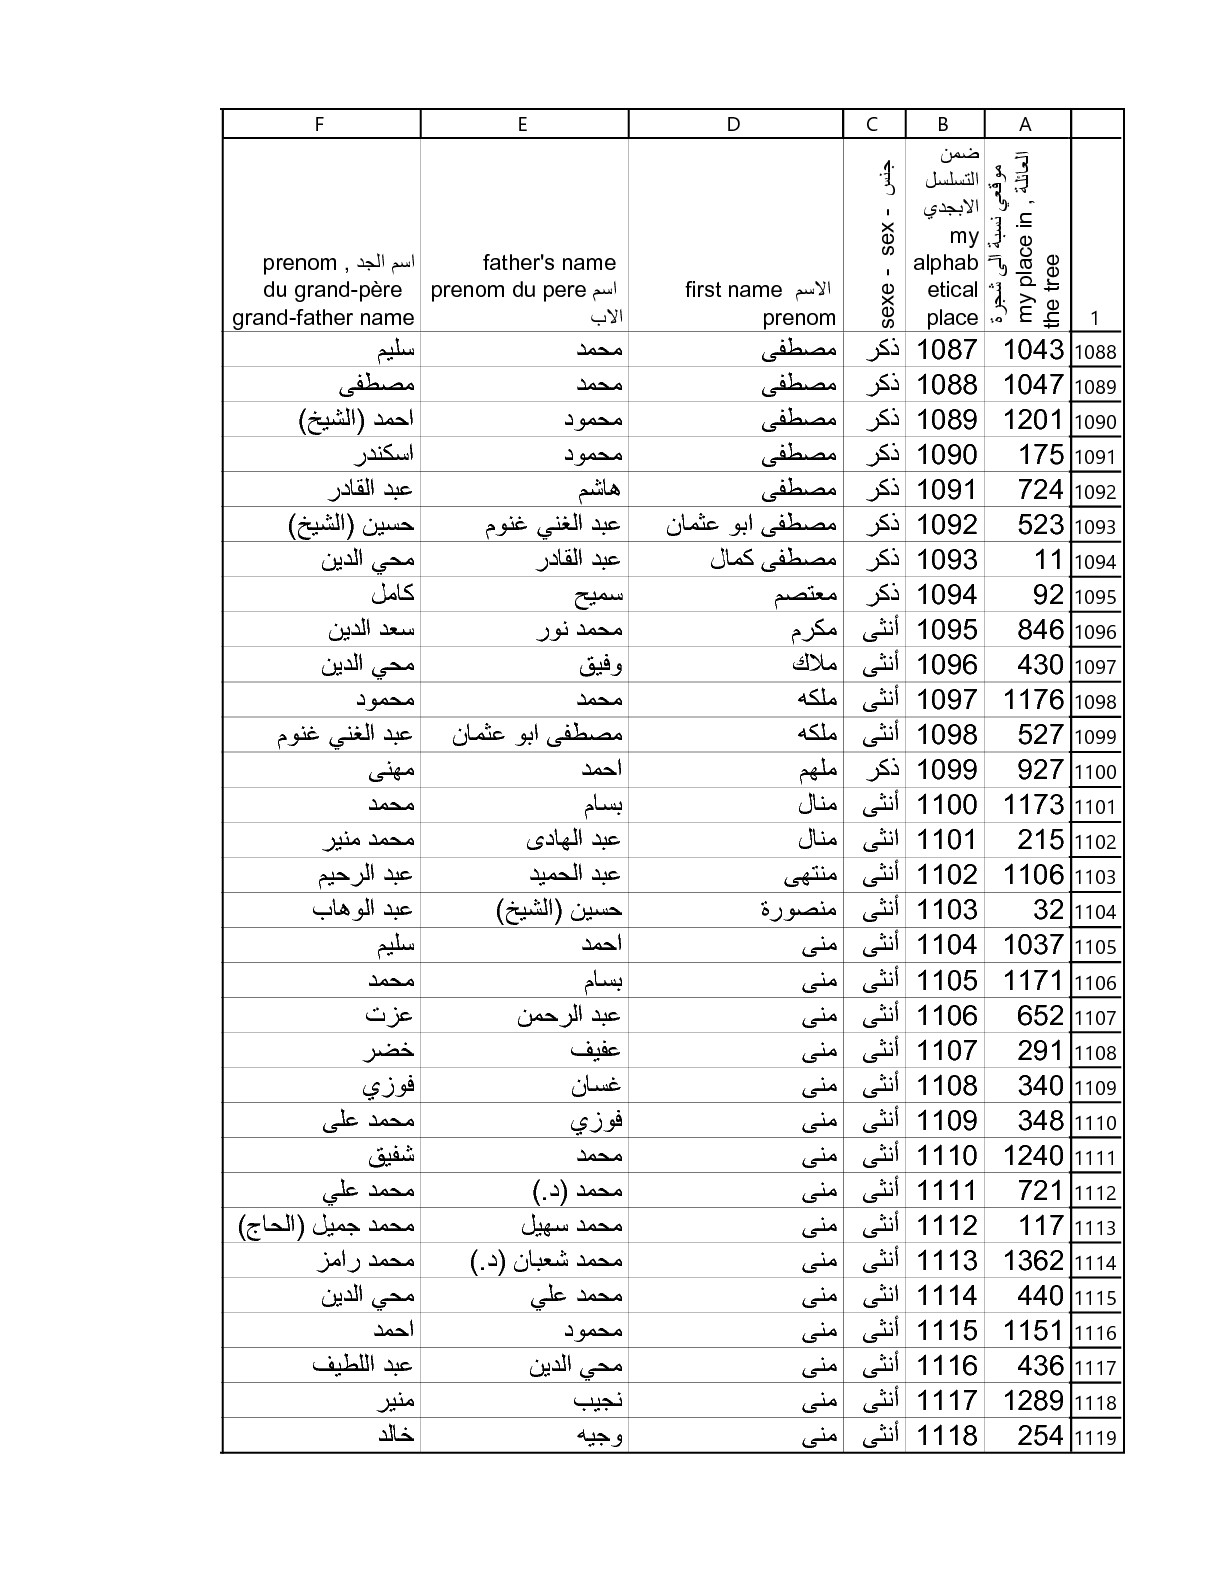 A B C D E F
1 موقعي نسبة الى شجرة العائلة , my place in the tree ضمن التسلسل الابجدي my alphabetical place sexe - sex - جنس first name الاسم prenom father's name prenom du pere اسم الاب prenom , اسم الجد du grand-père grand-father name
1088 1043 1087 ذكر مصطفى محمد سليم
1089 1047 1088 ذكر مصطفى محمد مصطفى
1090 1201 1089 ذكر مصطفى محمود احمد (الشيخ)
1091 175 1090 ذكر مصطفى محمود اسكندر
1092 724 1091 ذكر مصطفى هاشم عبد القادر
1093 523 1092 ذكر مصطفى ابو عثمان عبد الغني غنوم حسين (الشيخ)
1094 11 1093 ذكر مصطفى كمال عبد القادر محي الدين
1095 92 1094 ذكر معتصم سميح كامل
1096 846 1095 أنثى مكرم محمد نور سعد الدين
1097 430 1096 أنثى ملاك وفيق محي الدين
1098 1176 1097 أنثى ملكه محمد محمود
1099 527 1098 أنثى ملكه مصطفى ابو عثمان عبد الغني غنوم
1100 927 1099 ذكر ملهم احمد مهنى
1101 1173 1100 أنثى منال بسام محمد
1102 215 1101 انثى منال عبد الهادى محمد منير
1103 1106 1102 أنثى منتهى عبد الحميد عبد الرحيم
1104 32 1103 أنثى منصورة حسين (الشيخ) عبد الوهاب
1105 1037 1104 أنثى منى احمد سليم
1106 1171 1105 أنثى منى بسام محمد
1107 652 1106 أنثى منى عبد الرحمن عزت
1108 291 1107 أنثى منى عفيف خضر
1109 340 1108 أنثى منى غسان فوزي
1110 348 1109 أنثى منى فوزي محمد على
1111 1240 1110 أنثى منى محمد شفيق
1112 721 1111 أنثى منى محمد (د.) محمد علي
1113 117 1112 أنثى منى محمد سهيل محمد جميل (الحاج)
1114 1362 1113 أنثى منى محمد شعبان (د.) محمد رامز
1115 440 1114 انثى منى محمد علي محي الدين
1116 1151 1115 أنثى منى محمود احمد
1117 436 1116 أنثى منى محي الدين عبد اللطيف
1118 1289 1117 أنثى منى نجيب منير
1119 254 1118 أنثى منى وجيه خالد